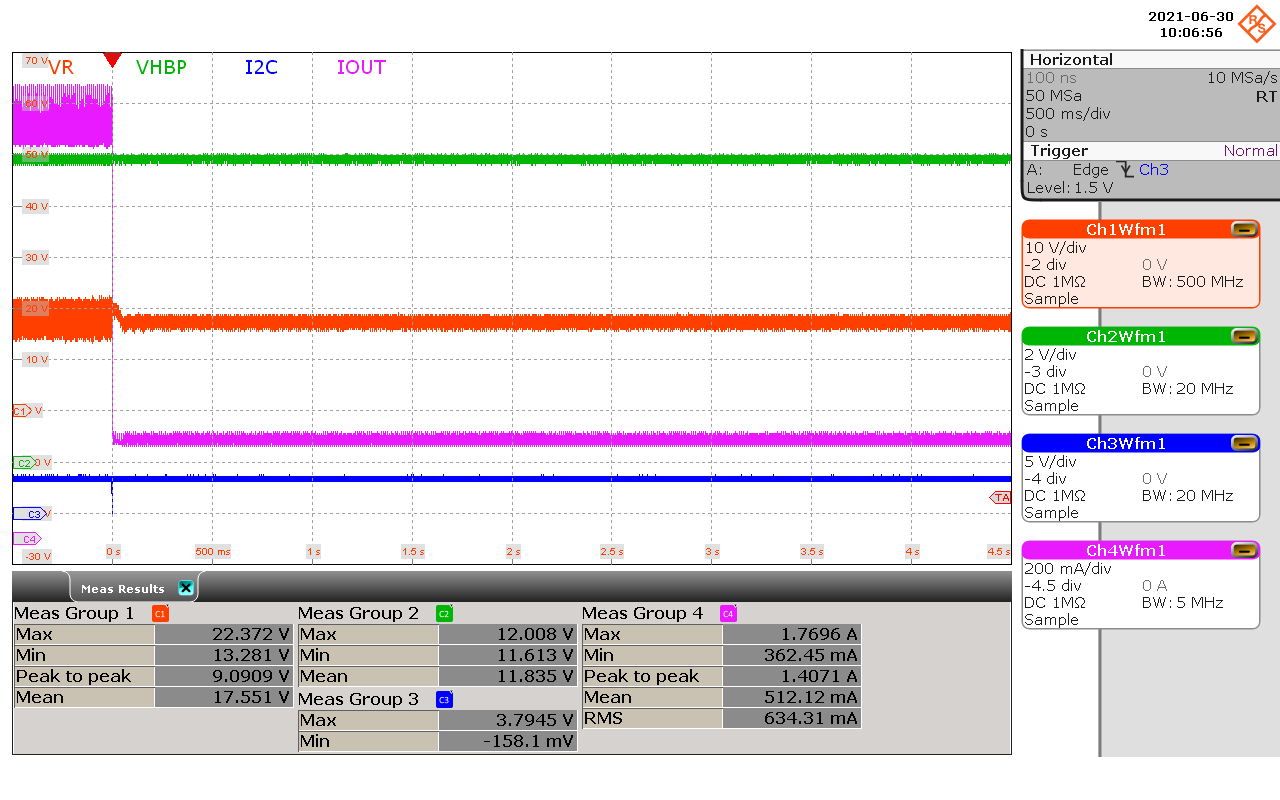 2021-06-30
10:06:56
R S
VR VHBP I2C IOUT
70 V
60 V
50 V
40 V
30 V
20 V
10 V
C1 V
C2 0 V
C3 V
C4
-30 V
TA
0 s 500 ms 1 s 1.5 s 2 s 2.5 s 3 s 3.5 s 4 s 4.5 s
Horizontal
100 ns 10 MSa/s
50 MSa RT
500 ms/div
0 s
Trigger Normal
A: Edge Ch3
Level: 1.5 V
Ch1Wfm1
10 V/div
-2 div 0 V
DC 1MΩ BW: 500 MHz
Sample
Ch2Wfm1
2 V/div
-3 div 0 V
DC 1MΩ BW: 20 MHz
Sample
Ch3Wfm1
5 V/div
-4 div 0 V
DC 1MΩ BW: 20 MHz
Sample
Ch4Wfm1
200 mA/div
-4.5 div 0 A
DC 1MΩ BW: 5 MHz
Sample
Meas Results
Meas Group 1 C1
Max 22.372 V
Min 13.281 V
Peak to peak 9.0909 V
Mean 17.551 V
Meas Group 2 C2
Max 12.008 V
Min 11.613 V
Mean 11.835 V
Meas Group 3 C3
Max 3.7945 V
Min -158.1 mV
Meas Group 4 C4
Max 1.7696 A
Min 362.45 mA
Peak to peak 1.4071 A
Mean 512.12 mA
RMS 634.31 mA